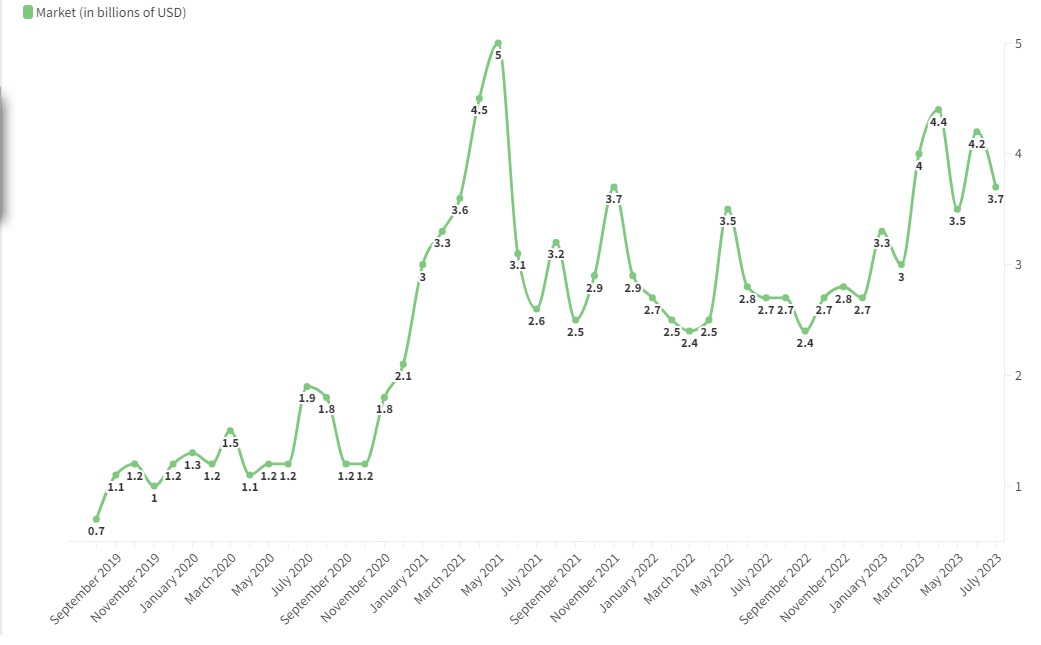 Market (in billions of USD)
5
4
3
2
1
0.7
1.1
1.2
1
1.2
1.3
1.2
1.5
1.1
1.2
1.2
1.9
1.8
1.2
1.2
1.8
2.1
3
3.3
3.6
4.5
5
3.1
2.6
3.2
2.5
2.9
3.7
2.9
2.7
2.5
2.4
2.5
3.5
2.8
2.7
2.7
2.4
2.7
2.8
2.7
3.3
3
4
4.4
3.5
4.2
3.7
September 2019
November 2019
January 2020
March 2020
May 2020
July 2020
September 2020
November 2020
January 2021
March 2021
May 2021
July 2021
September 2021
November 2021
January 2022
March 2022
May 2022
July 2022
September 2022
November 2022
January 2023
March 2023
May 2023
July 2023